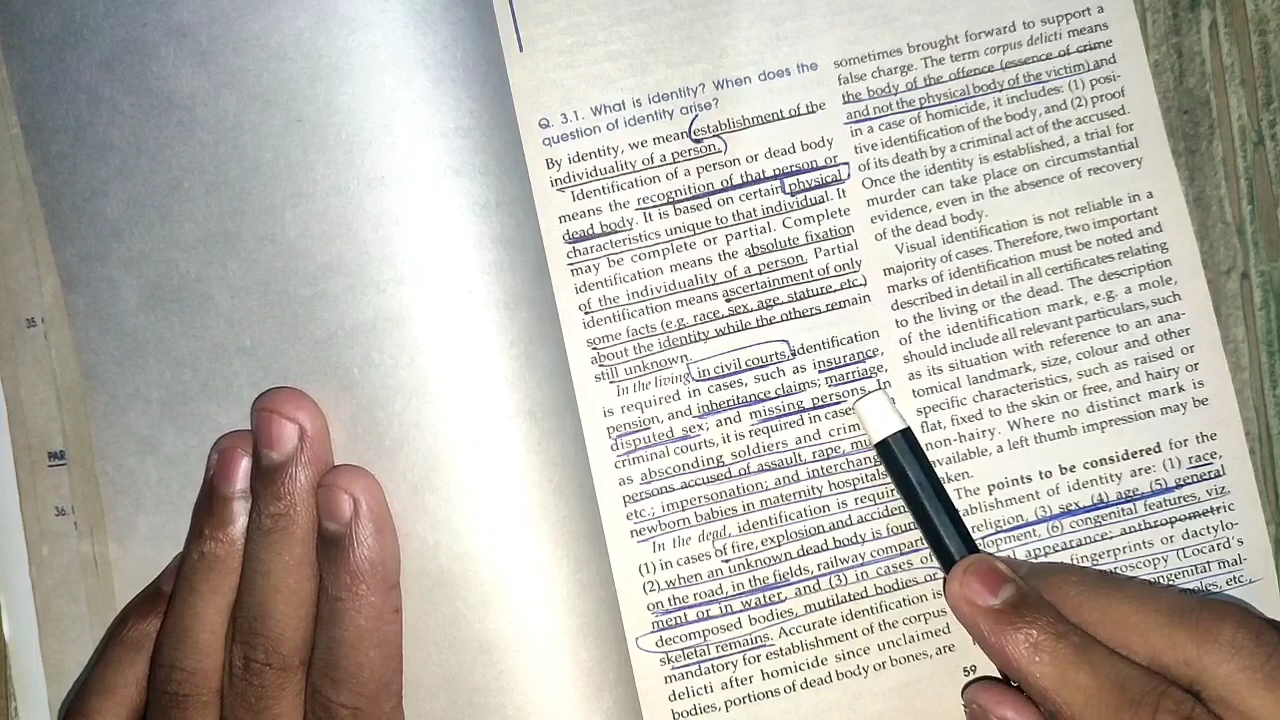 35.
PAR
36.
Q. 3.1. What is identity? When does the
question of identity arise?
By identity, we mean establishment of the
individuality of a person.
Identification of a person or dead body
means the recognition of that person or
dead body. It is based on certain physical
characteristics unique to that individual. It
may be complete or partial. Complete
identification means the absolute fixation
of the individuality of a person. Partial
identification means ascertainment of only
some facts (e.g. race, sex, age, stature, etc.)
about the identity while the others remain
still unknown.
In the living, in civil courts, identification
is required in cases, such as insurance,
pension, and inheritance claims; marriage,
disputed sex; and missing persons. In
criminal courts, it is required in cases
as absconding soldiers and crim
persons accused of assault, rape, mu
etc.; impersonation; and interchang
newborn babies in maternity hospitals
In the dead, identification is requir
(1) in cases of fire, explosion and acciden
(2) when an unknown dead body is foun
on the road, in the fields, railway compart
ment or in water, and (3) in cases of
decomposed bodies, mutilated bodies or
skeletal remains. Accurate identification is
mandatory for establishment of the corpus
delicti after homicide since unclaimed
bodies, portions of dead body or bones, are
sometimes brought forward to support a
false charge. The term corpus delicti means
the body of the offence (essence of crime
and not the physical body of the victim) and
in a case of homicide, it includes: (1) posi-
tive identification of the body, and (2) proof
of its death by a criminal act of the accused.
Once the identity is established, a trial for
murder can take place on circumstantial
evidence, even in the absence of recovery
of the dead body.
Visual identification is not reliable in a
majority of cases. Therefore, two important
marks of identification must be noted and
described in detail in all certificates relating
to the living or the dead. The description
of the identification mark, e.g. a mole,
should include all relevant particulars, such
as its situation with reference to an ana-
tomical landmark, size, colour and other
specific characteristics, such as raised or
flat, fixed to the skin or free, and hairy or
non-hairy. Where no distinct mark is
available, a left thumb impression may be
aken.
The points to be considered for the
tablishment of identity are: (1) race,
religion, (3) sex, (4) age, (5) general
lopment, (6) congenital features, viz.
l appearance; anthropometric
fingerprints or dactylo-
roscopy (Locard's
ngenital mal-
moles, etc.,
59